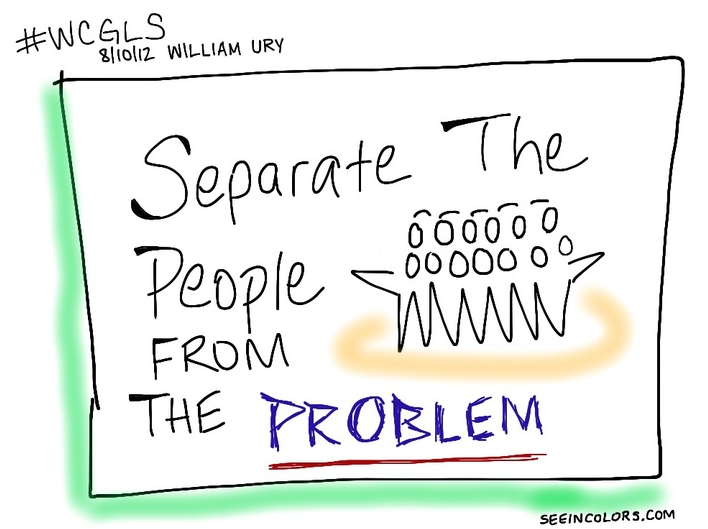 #WCGLS
8/10/12 WILLIAM URY
Separate The
People
FROM
THE PROBLEM
SEEINCOLORS.COM